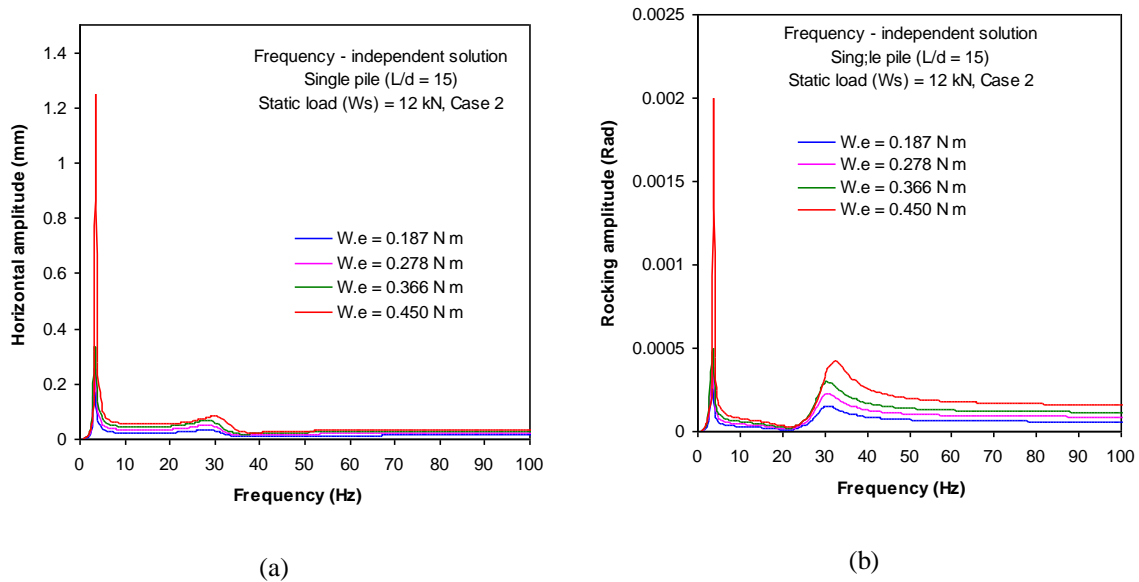 Frequency - independent solution
Single pile (L/d = 15)
Static load (Ws) = 12 kN, Case 2
W.e = 0.187 N m
W.e = 0.278 N m
W.e = 0.366 N m
W.e = 0.450 N m
Horizontal amplitude (mm)
1.4
1.2
1
0.8
0.6
0.4
0.2
0
0 10 20 30 40 50 60 70 80 90 100
Frequency (Hz)
(a)
Frequency - independent solution
Sing;le pile (L/d = 15)
Static load (Ws) = 12 kN, Case 2
W.e = 0.187 N m
W.e = 0.278 N m
W.e = 0.366 N m
W.e = 0.450 N m
Rocking amplitude (Rad)
0.0025
0.002
0.0015
0.001
0.0005
0
0 10 20 30 40 50 60 70 80 90 100
Frequency (Hz)
(b)